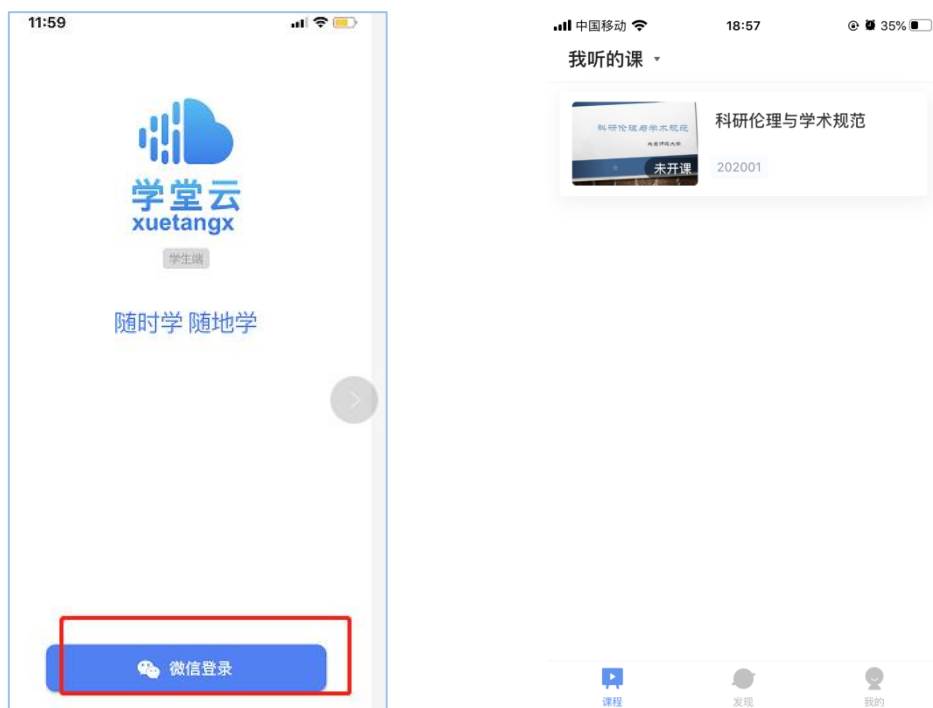 11:59
学堂云
xuetangx
学生端
随时学 随地学
微信登录
中国移动
18:57
35%
我听的课
科研伦理与学术规范
未开课
科研伦理与学术规范
202001
课程
发现
我的